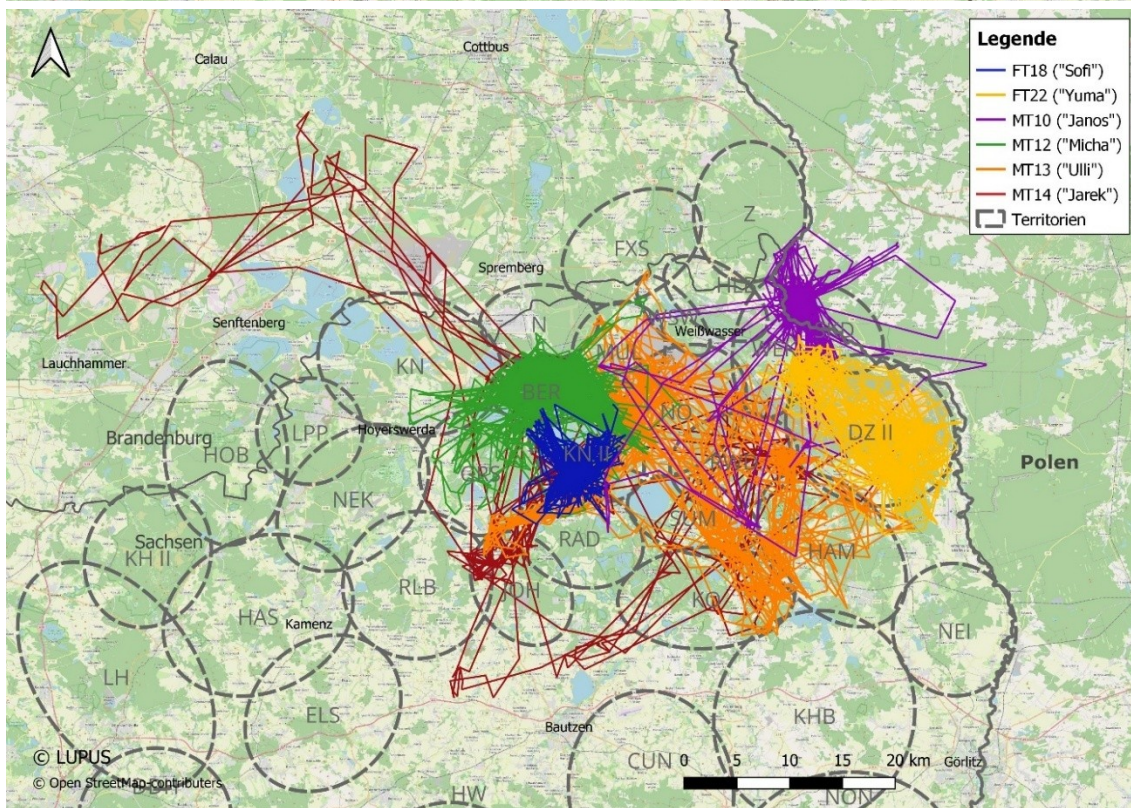 Legende
FT18 ("Sofi")
FT22 ("Yuma")
MT10 ("Janos")
MT12 ("Micha")
MT13 ("Ulli")
MT14 ("Jarek")
Territorien
Calau
Cottbus
Z
FXS
Spremberg
Senftenberg
Weißwasser
Lauchhammer
N
KN
BER
NO
Hoyerswerda
Brandenburg
LPP
HOB
KN II
DZ II
Polen
NEK
SUM
Sachsen
KH II
RAD
HAM
RLB
HAS
Kamenz
NEI
LH
ELS
KHB
Bautzen
CUN
© LUPUS
© Open StreetMap-contributers
0 5 10 15 20 km
Görlitz
HW
NON